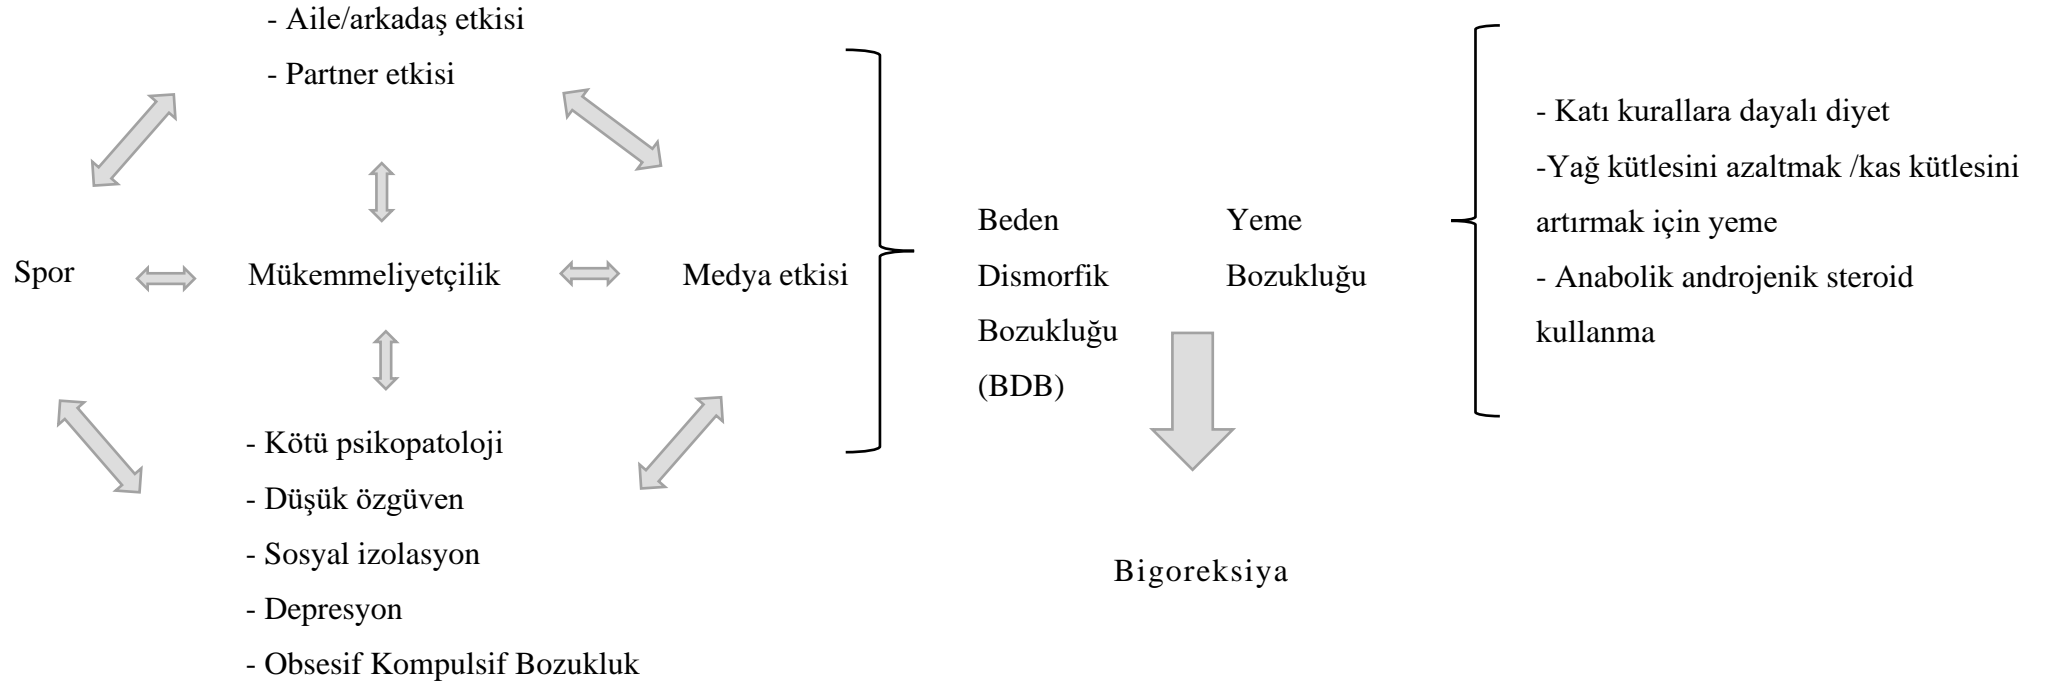 - Aile/arkadaş etkisi
- Partner etkisi
Spor
Mükemmeliyetçilik
Medya etkisi
- Kötü psikopatoloji
- Düşük özgüven
- Sosyal izolasyon
- Depresyon
- Obsesif Kompulsif Bozukluk
Beden
Dismorfik
Bozukluğu
(BDB)
Yeme
Bozukluğu
Bigoreksiya
- Katı kurallara dayalı diyet
-Yağ kütlesini azaltmak /kas kütlesini
artırmak için yeme
- Anabolik androjenik steroid
kullanma